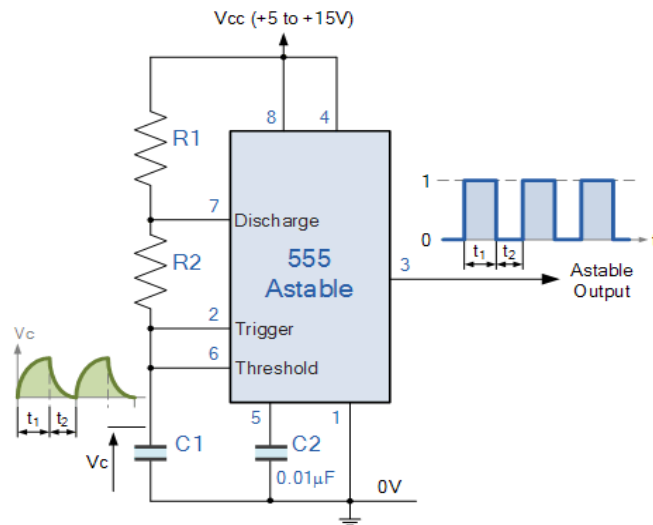 Vcc (+5 to +15V)
8
4
R1
7
Discharge
R2
555
Astable
3
1
0
t₁
t₂
Astable
Output
2
Trigger
6
Threshold
Vc
t₁
t₂
5
1
Vc
C1
C2
0.01µF
0V